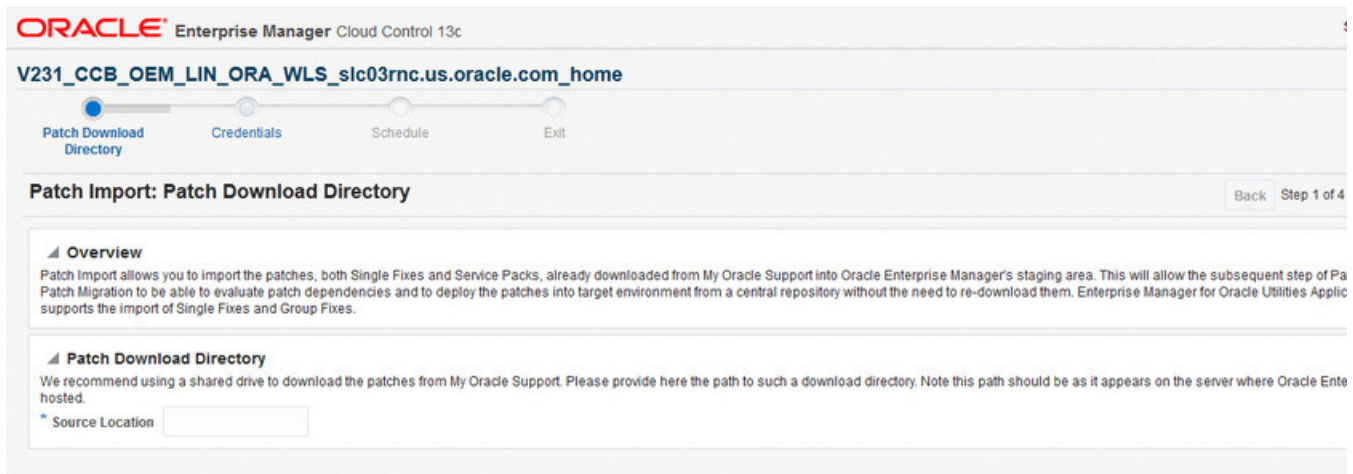 ORACLE® Enterprise Manager Cloud Control 13c
V231_CCB_OEM_LIN_ORA_WLS_slc03rnc.us.oracle.com_home
Patch Download
Directory
Credentials
Schedule
Exit
Patch Import: Patch Download Directory
Back Step 1 of 4
Overview
Patch Import allows you to import the patches, both Single Fixes and Service Packs, already downloaded from My Oracle Support into Oracle Enterprise Manager's staging area. This will allow the subsequent step of Pa
Patch Migration to be able to evaluate patch dependencies and to deploy the patches into target environment from a central repository without the need to re-download them. Enterprise Manager for Oracle Utilities Applic
supports the import of Single Fixes and Group Fixes.
Patch Download Directory
We recommend using a shared drive to download the patches from My Oracle Support. Please provide here the path to such a download directory. Note this path should be as it appears on the server where Oracle Ente
hosted.
* Source Location